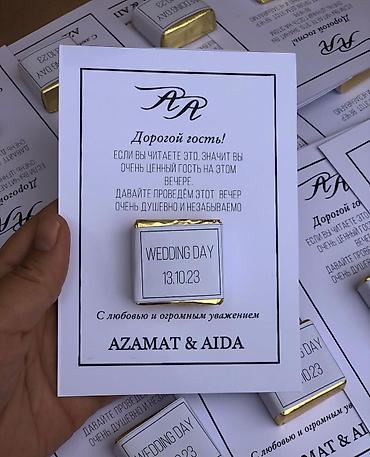 AA
Дорогой гость!
ЕСЛИ ВЫ ЧИТАЕТЕ ЭТО, ЗНАЧИТ ВЫ
ОЧЕНЬ ЦЕННЫЙ ГОСТЬ НА ЭТОМ
ВЕЧЕРЕ.
ДАВАЙТЕ ПРОВЕДЁМ ЭТОТ ВЕЧЕР
ОЧЕНЬ ДУШЕВНО И НЕЗАБЫВАЕМО
WEDDING DAY
13.10.23
С любовью и огромным уважением
AZAMAT & AIDA